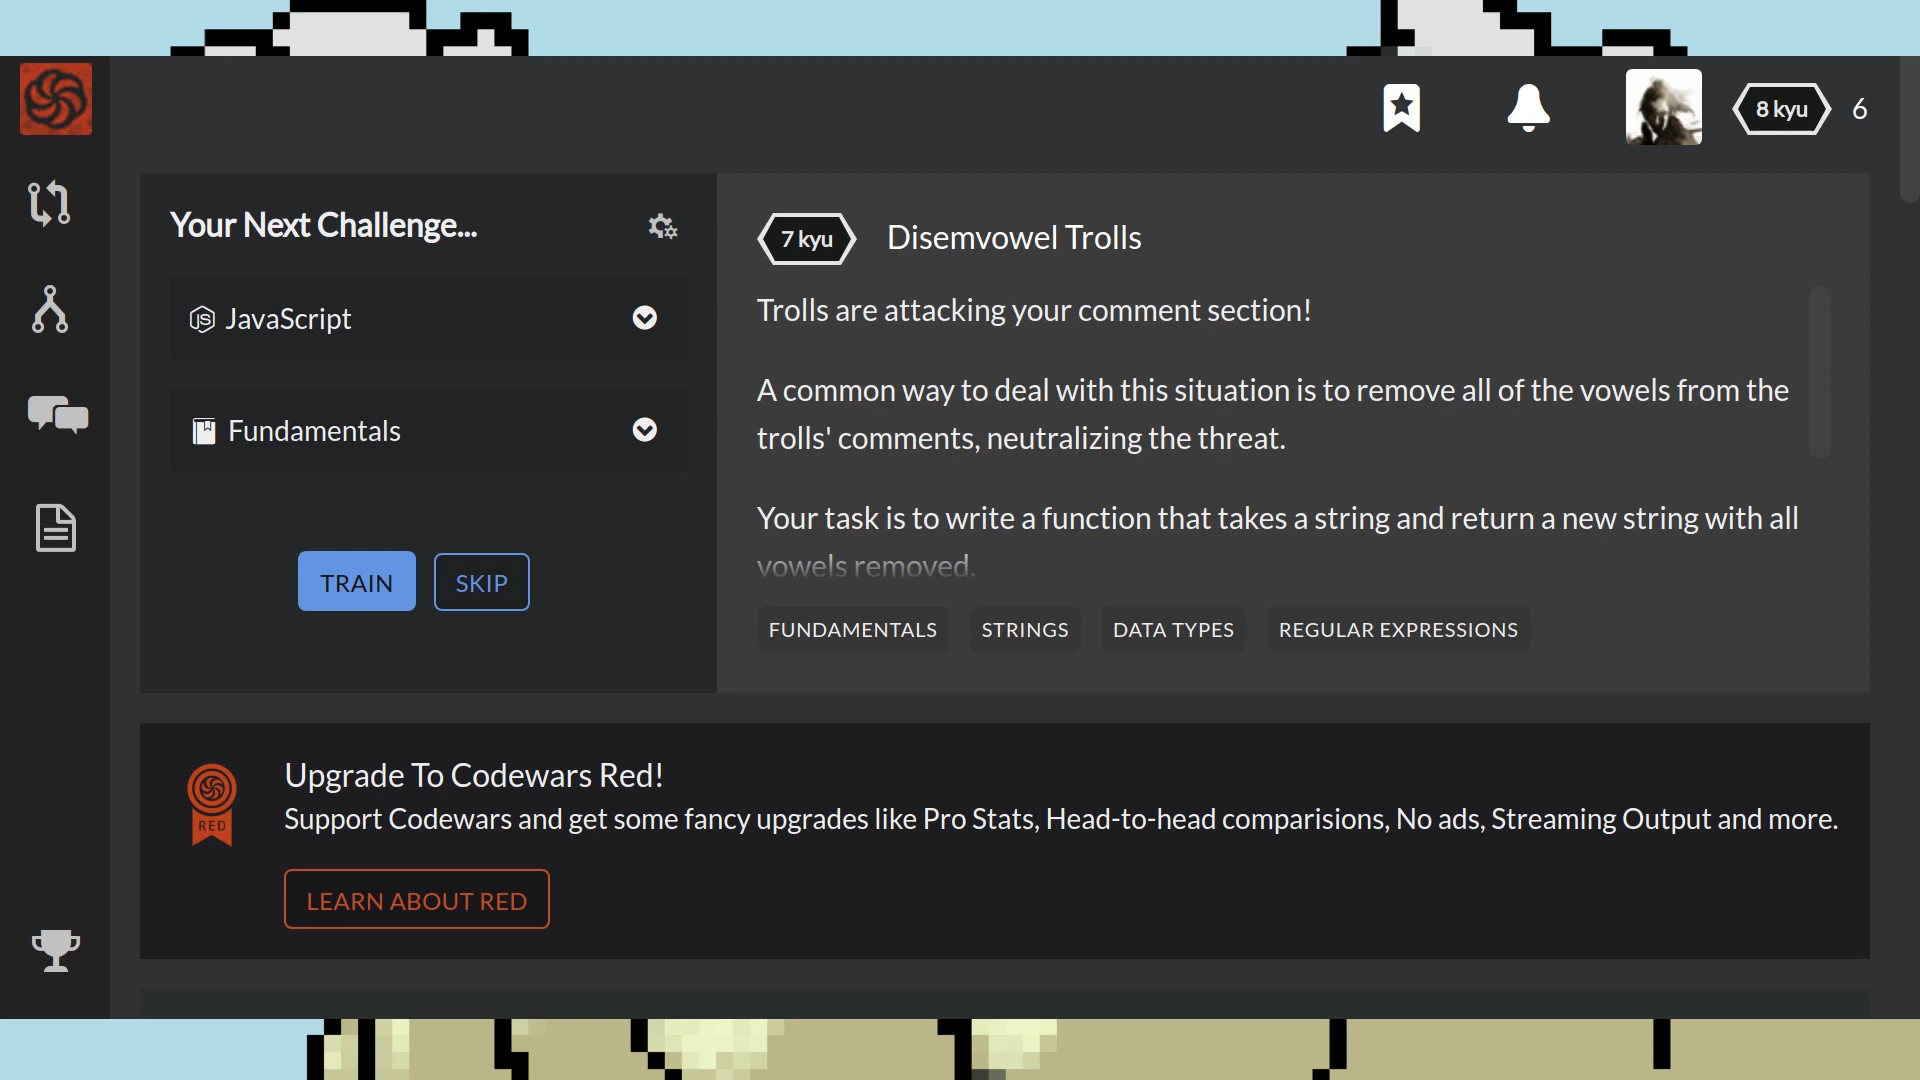 8 kyu 6
Your Next Challenge...
JavaScript
Fundamentals
TRAIN SKIP
7 kyu Disemvowel Trolls
Trolls are attacking your comment section!
A common way to deal with this situation is to remove all of the vowels from the
trolls' comments, neutralizing the threat.
Your task is to write a function that takes a string and return a new string with all
vowels removed.
FUNDAMENTALS STRINGS DATA TYPES REGULAR EXPRESSIONS
RED
Upgrade To Codewars Red!
Support Codewars and get some fancy upgrades like Pro Stats, Head-to-head comparisions, No ads, Streaming Output and more.
LEARN ABOUT RED